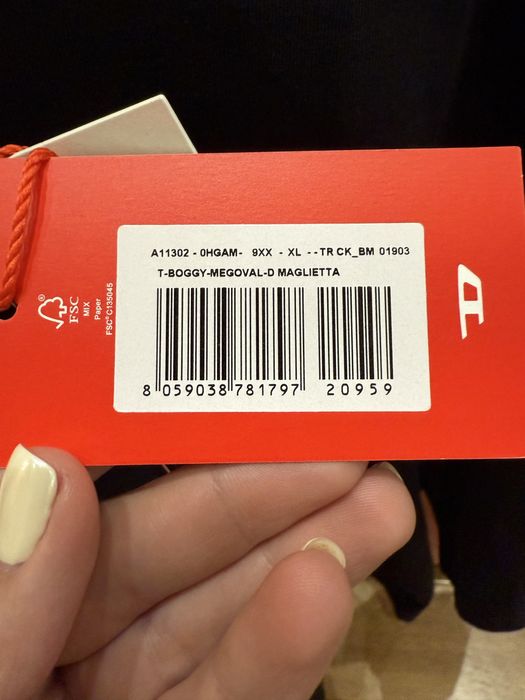 A11302 - 0HGAM- 9XX - XL - -TR CK_BM 01903
T-BOGGY-MEGOVAL-D MAGLIETTA
8 059038 781797 20959
® FSC
MIX
Paper
FSC® C135045
D